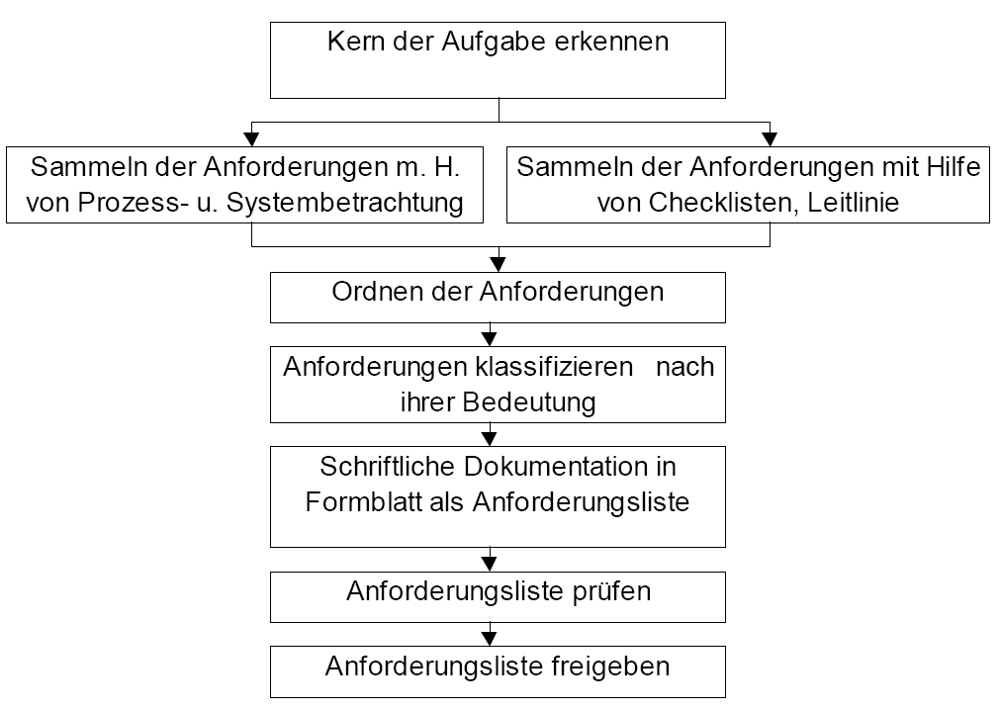 Kern der Aufgabe erkennen
Sammeln der Anforderungen m. H.
von Prozess- u. Systembetrachtung
Sammeln der Anforderungen mit Hilfe
von Checklisten, Leitlinie
Ordnen der Anforderungen
Anforderungen klassifizieren nach
ihrer Bedeutung
Schriftliche Dokumentation in
Formblatt als Anforderungsliste
Anforderungsliste prüfen
Anforderungsliste freigeben